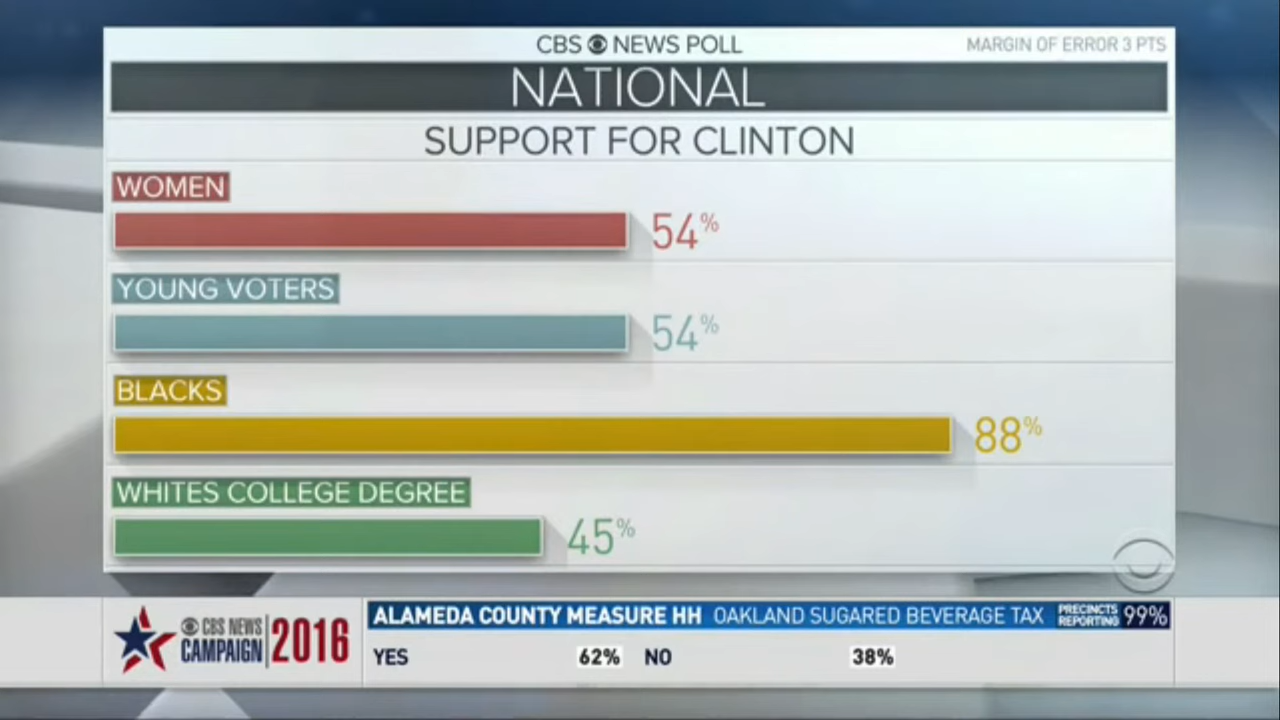 CBS NEWS POLL
MARGIN OF ERROR 3 PTS
NATIONAL
SUPPORT FOR CLINTON
WOMEN
54%
YOUNG VOTERS
54%
BLACKS
88%
WHITES COLLEGE DEGREE
45%
CBS NEWS
CAMPAIGN 2016
ALAMEDA COUNTY MEASURE HH OAKLAND SUGARED BEVERAGE TAX PRECINCTS REPORTING 99%
YES 62% NO 38%